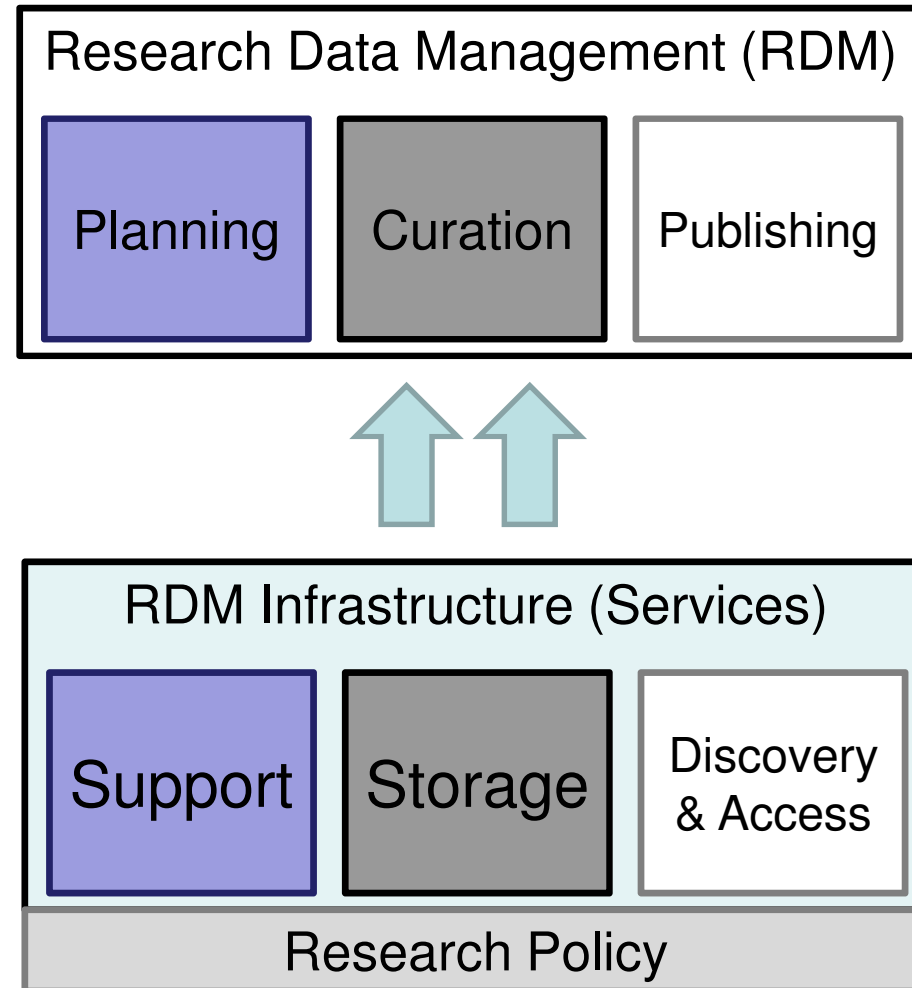 Research Data Management (RDM)
Planning
Curation
Publishing
RDM Infrastructure (Services)
Support
Storage
Discovery
& Access
Research Policy